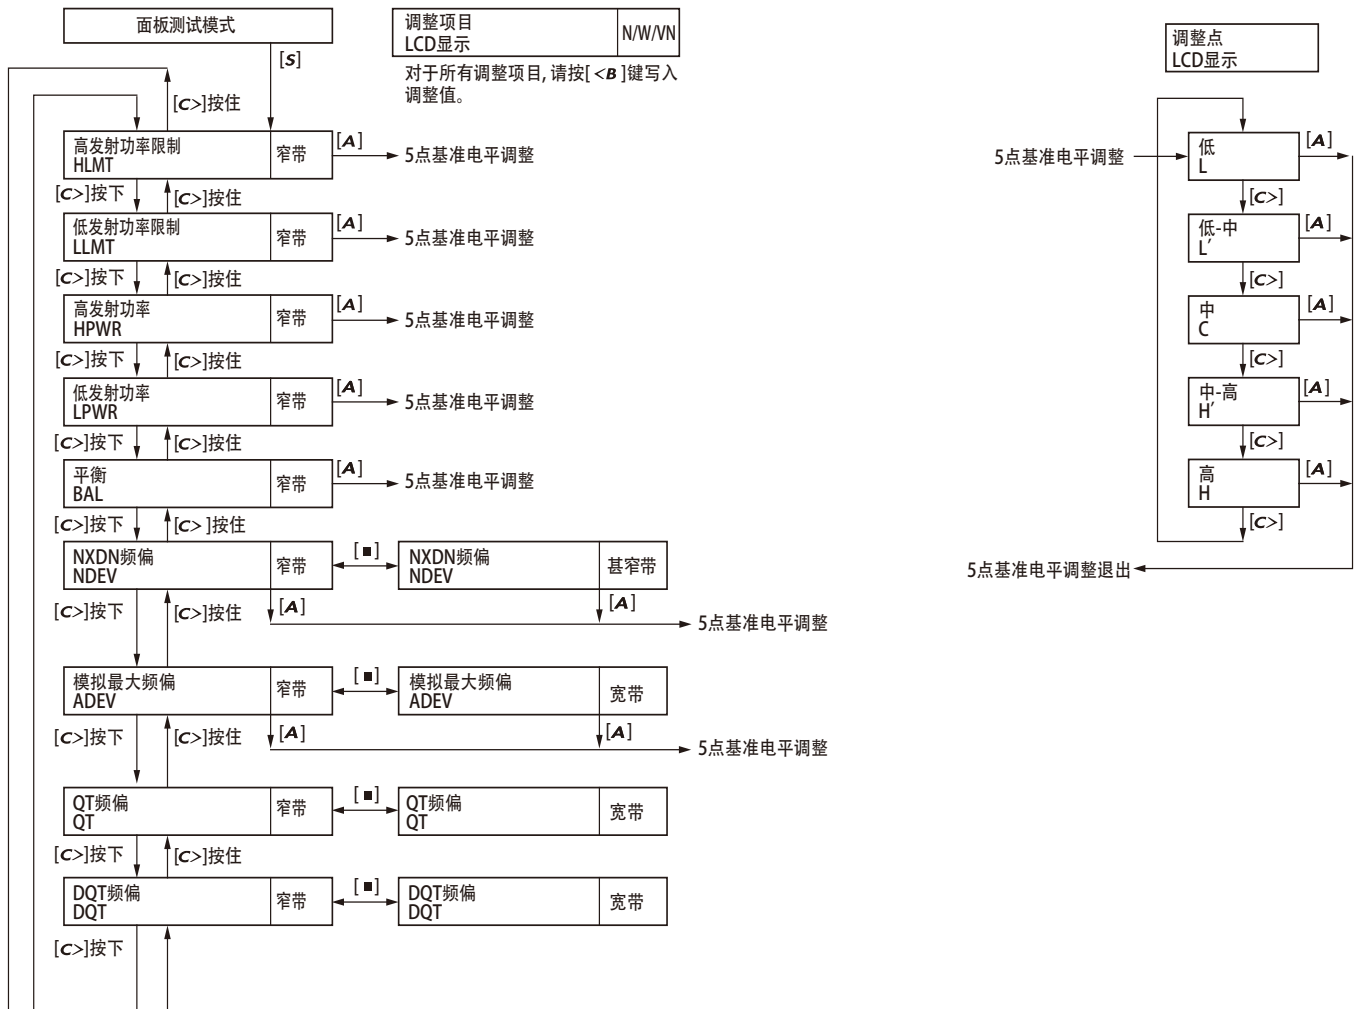 面板测试模式
[S]
调整项目
LCD显示
N/W/VN
对于所有调整项目, 请按[ <B ]键写入
调整值。
[C>]按住
高发射功率限制
HLMT
窄带
[A]
5点基准电平调整
[C>]按下
[C>]按住
低发射功率限制
LLMT
窄带
[A]
5点基准电平调整
[C>]按下
[C>]按住
高发射功率
HPWR
窄带
[A]
5点基准电平调整
[C>]按下
[C>]按住
低发射功率
LPWR
窄带
[A]
5点基准电平调整
[C>]按下
[C>]按住
平衡
BAL
窄带
[A]
5点基准电平调整
[C>]按下
[C> ]按住
NXDN频偏
NDEV
窄带
[ ■ ]
NXDN频偏
NDEV
甚窄带
[C>]按下
[C>]按住
[A]
[A]
5点基准电平调整
模拟最大频偏
ADEV
窄带
[ ■ ]
模拟最大频偏
ADEV
宽带
[C>]按下
[C>]按住
[A]
[A]
5点基准电平调整
QT频偏
QT
窄带
[ ■ ]
QT频偏
QT
宽带
[C>]按下
[C>]按住
DQT频偏
DQT
窄带
[ ■ ]
DQT频偏
DQT
宽带
[C>]按下
调整点
LCD显示
5点基准电平调整
低
L
[A]
[C>]
低-中
L′
[A]
[C>]
中
C
[A]
[C>]
中-高
H′
[A]
[C>]
高
H
[A]
[C>]
5点基准电平调整退出